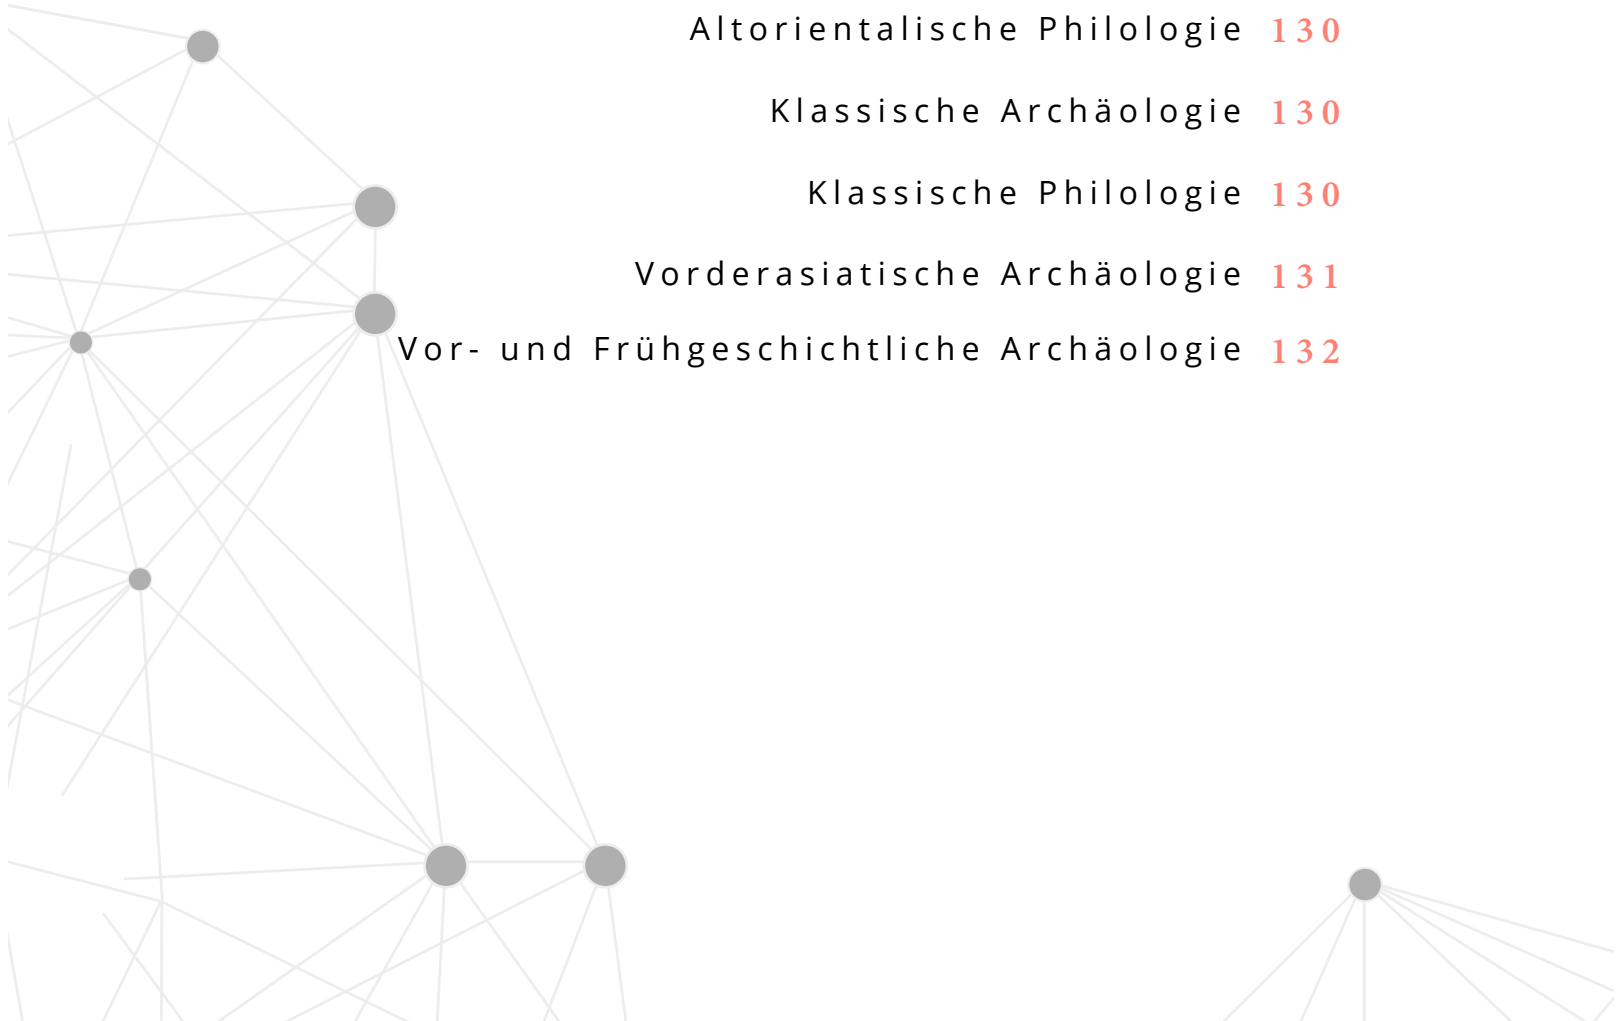 Altorientalische Philologie 130
Klassische Archäologie 130
Klassische Philologie 130
Vorderasiatische Archäologie 131
Vor- und Frühgeschichtliche Archäologie 132